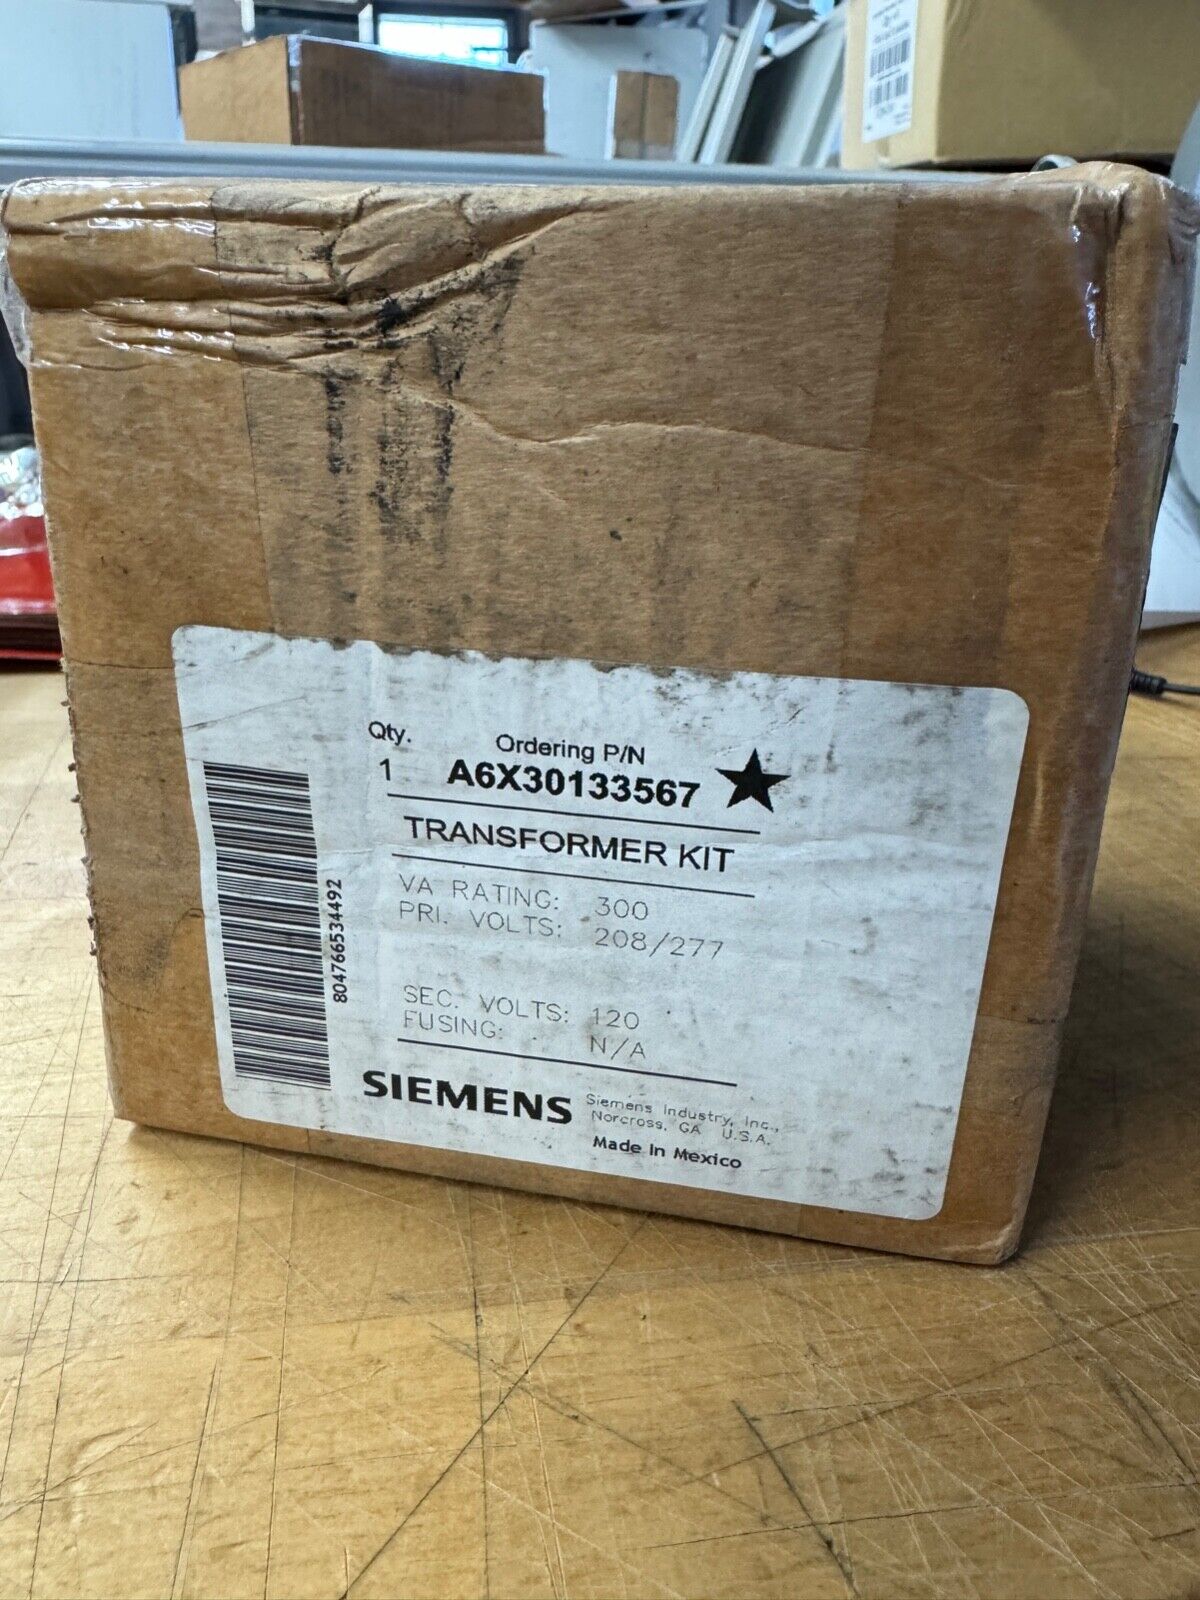 Qty. Ordering P/N
1 A6X30133567
TRANSFORMER KIT
VA RATING: 300
PRI. VOLTS: 208/277
SEC. VOLTS: 120
FUSING: N/A
804766534492
SIEMENS
Siemens Industry, Inc.,
Norcross, GA U.S.A.
Made In Mexico